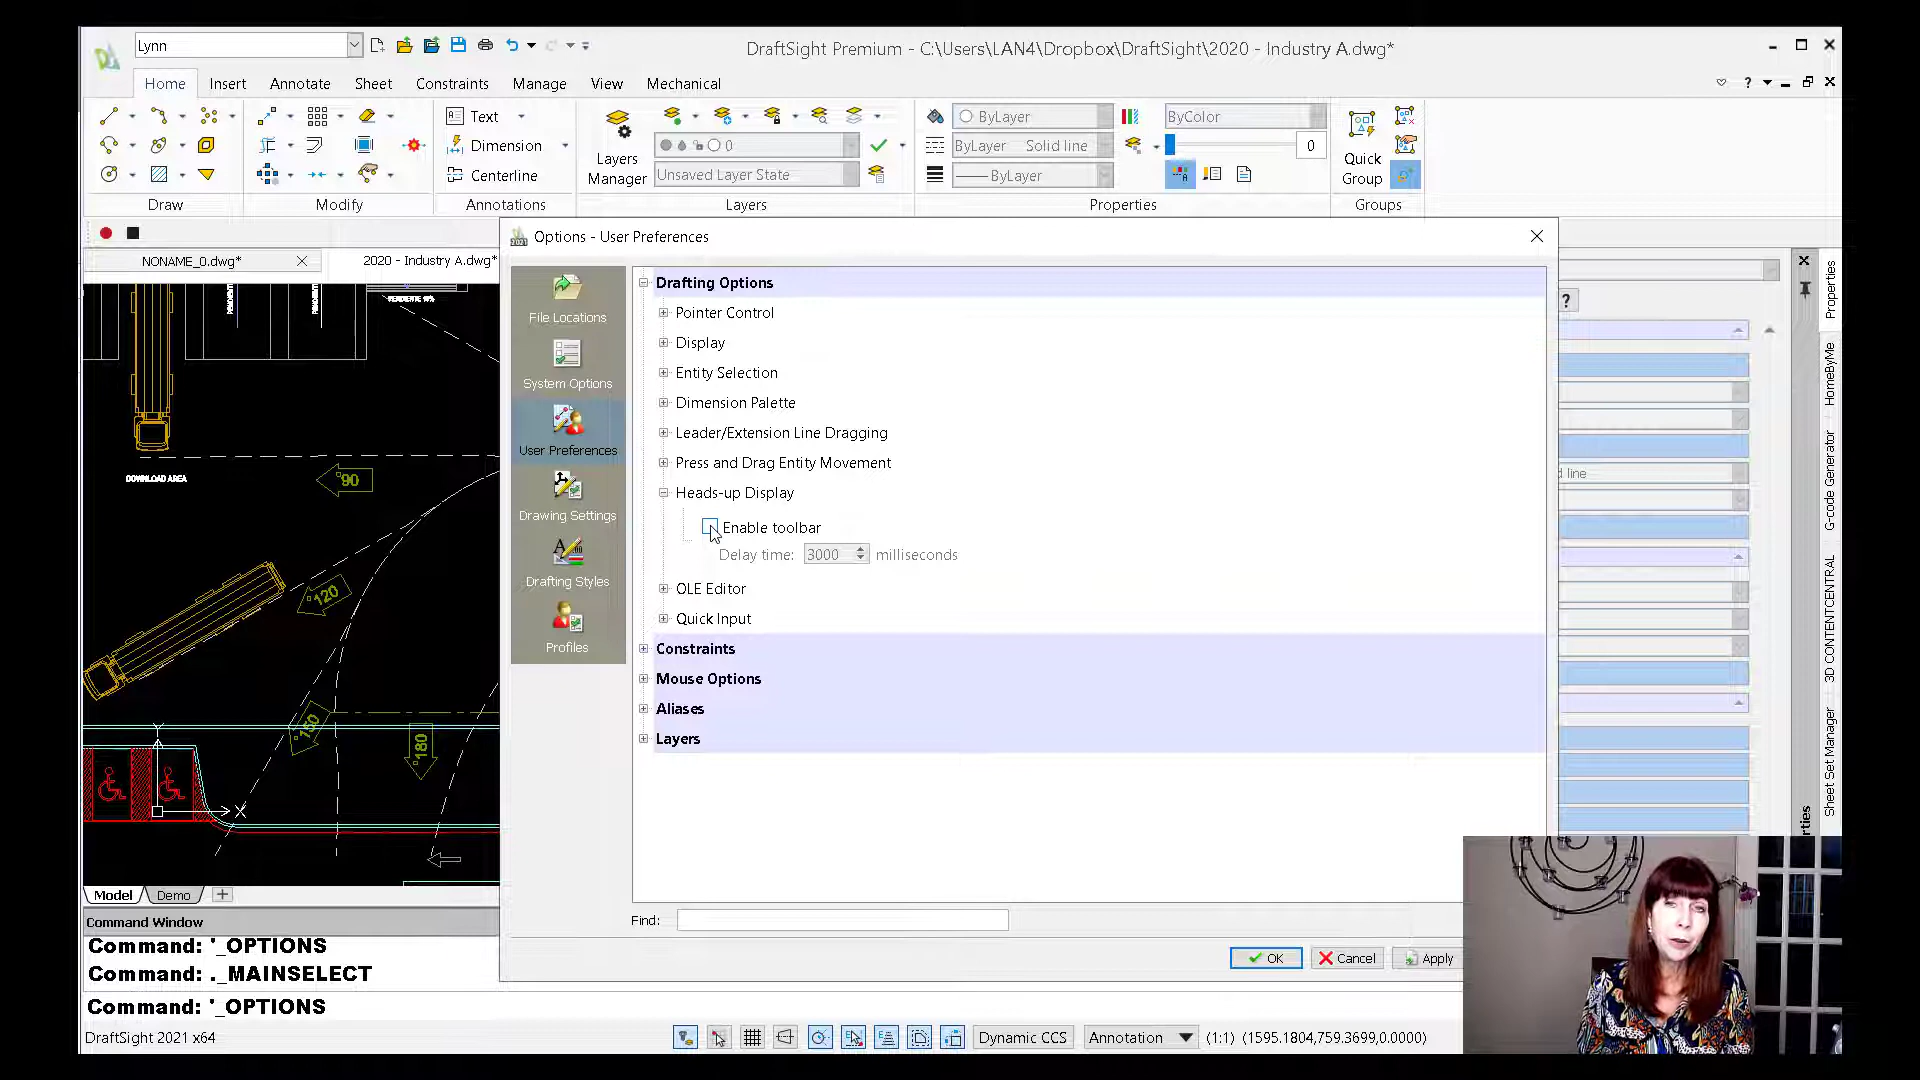 Lynn
DraftSight Premium - C:\Users\LAN4\Dropbox\DraftSight\2020 - Industry A.dwg*
Home Insert Annotate Sheet Constraints Manage View Mechanical
Text
Dimension
Centerline
Layers
Manager
0
Unsaved Layer State
ByLayer
ByLayer Solid line
ByLayer
ByColor
0
Quick
Group
Draw Modify Annotations Layers Properties Groups
NONAME_0.dwg*
2020 - Industry A.dwg*
Options - User Preferences
File Locations
System Options
User Preferences
Drawing Settings
Drafting Styles
Profiles
Drafting Options
Pointer Control
Display
Entity Selection
Dimension Palette
Leader/Extension Line Dragging
Press and Drag Entity Movement
Heads-up Display
Enable toolbar
Delay time: 3000 milliseconds
OLE Editor
Quick Input
Constraints
Mouse Options
Aliases
Layers
Find:
OK Cancel Apply
?
line
Properties
HomeByMe
G-code Generator
3D CONTENTCENTRAL
Sheet Set Manager
DOWNLOAD AREA
°90
°120
°150
°180
Y
X
Model Demo +
Command Window
Command: '_OPTIONS
Command: ._MAINSELECT
Command: '_OPTIONS
DraftSight 2021 x64
Dynamic CCS
Annotation
(1:1) (1595.1804,759.3699,0.0000)